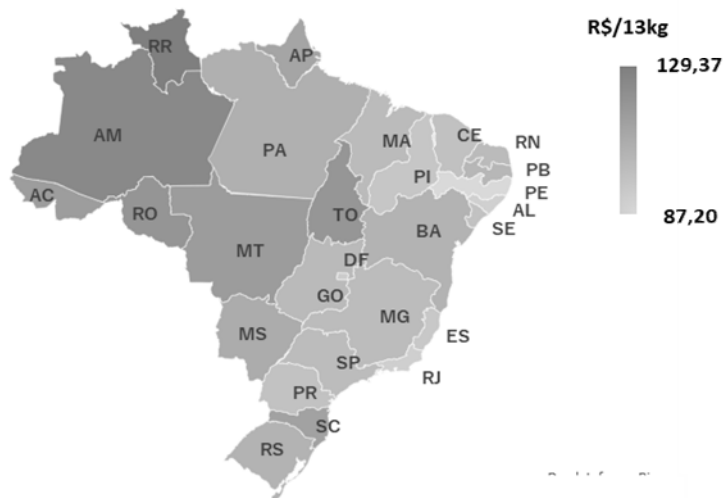 R$/13kg
129,37
87,20
RR
AP
AM
PA
MA
CE
RN
PB
PE
AL
SE
PI
AC
RO
TO
BA
MT
DF
GO
MG
ES
MS
SP
RJ
PR
SC
RS